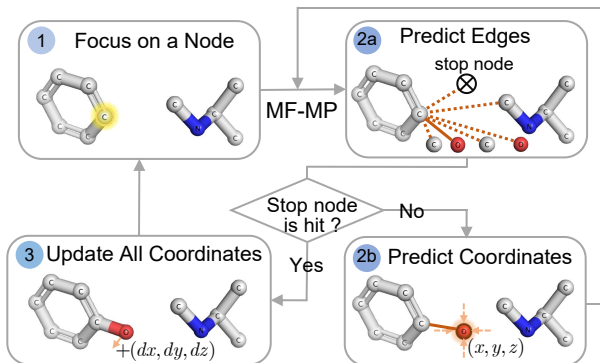 1 Focus on a Node
MF-MP
2a Predict Edges
stop node
Stop node
is hit ?
No
Yes
2b Predict Coordinates
(x, y, z)
3 Update All Coordinates
+(dx, dy, dz)